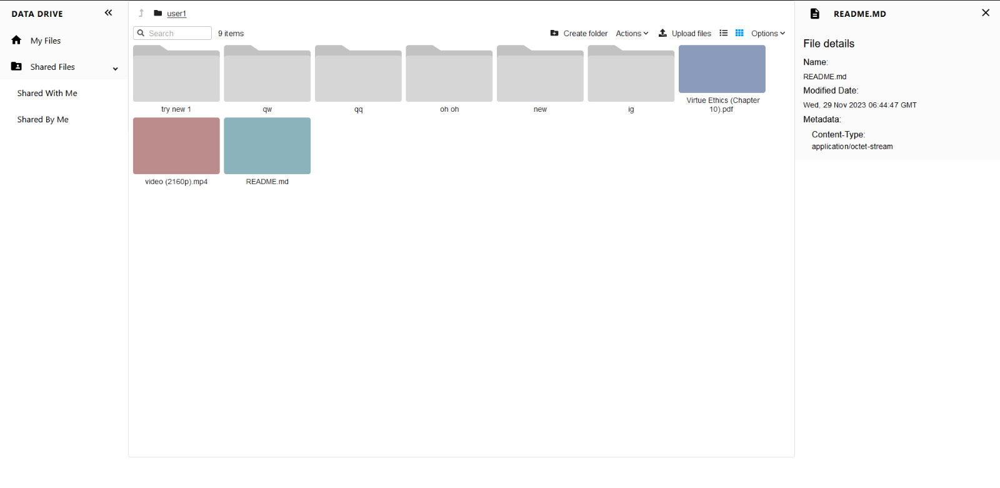 DATA DRIVE
My Files
Shared Files
Shared With Me
Shared By Me
user1
Search
9 items
Create folder
Actions
Upload files
Options
try new 1
qw
qq
oh oh
new
ig
Virtue Ethics (Chapter
10).pdf
video (2160p).mp4
README.md
README.MD
File details
Name:
README.md
Modified Date:
Wed, 29 Nov 2023 06:44:47 GMT
Metadata:
Content-Type:
application/octet-stream